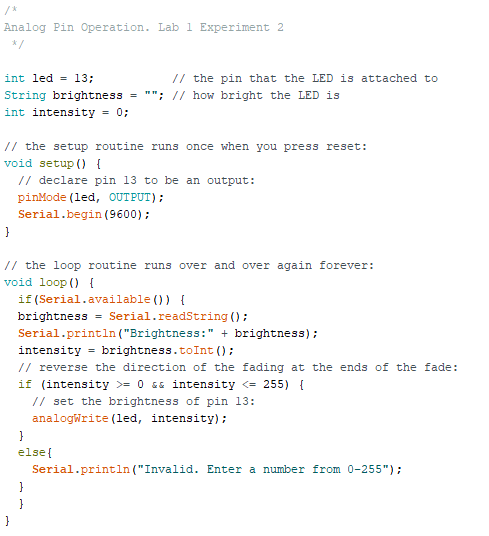 /*
Analog Pin Operation. Lab 1 Experiment 2
 */

int led = 13;           // the pin that the LED is attached to
String brightness = ""; // how bright the LED is
int intensity = 0;

// the setup routine runs once when you press reset:
void setup() {
  // declare pin 13 to be an output:
  pinMode(led, OUTPUT);
  Serial.begin(9600);
}

// the loop routine runs over and over again forever:
void loop() {
  if(Serial.available()) {
  brightness = Serial.readString();
  Serial.println("Brightness:" + brightness);
  intensity = brightness.toInt();
  // reverse the direction of the fading at the ends of the fade:
  if (intensity >= 0 && intensity <= 255) {
    // set the brightness of pin 13:
    analogWrite(led, intensity);
  }
  else{
    Serial.println("Invalid. Enter a number from 0-255");
  }
  }
}